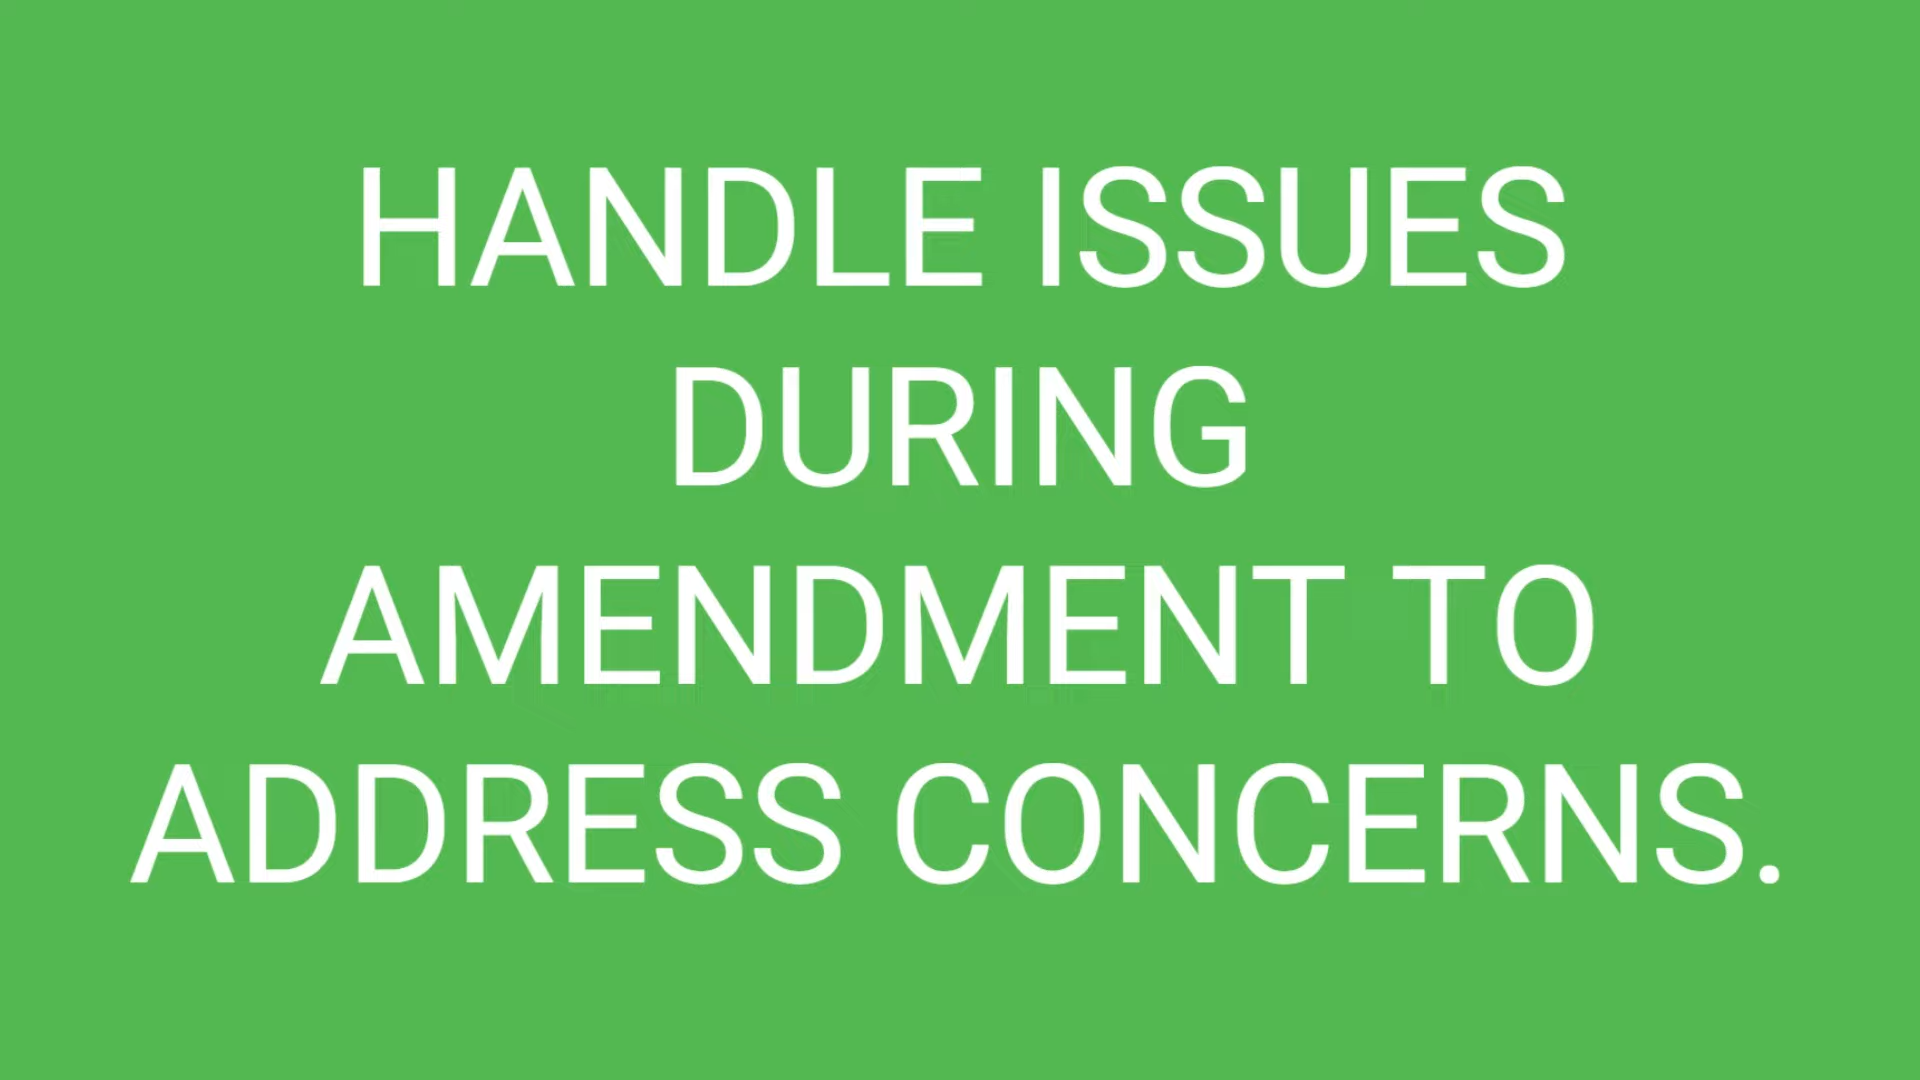 HANDLE ISSUES
DURING
AMENDMENT TO
ADDRESS CONCERNS.